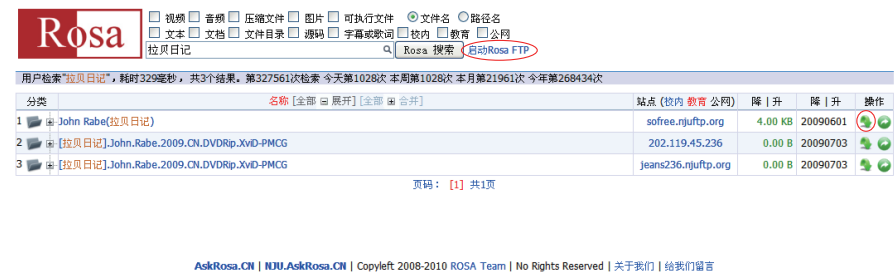 Rosa
视频 音频 压缩文件 图片 可执行文件 文件名 路径名
文本 文档 文件目录 源码 字幕或歌词 校内 教育 公网
拉贝日记 Rosa 搜索 启动Rosa FTP
用户检索"拉贝日记"，耗时329毫秒，共3个结果。第327561次检索 今天第1028次 本周第1028次 本月第21961次 今年第268434次
分类 名称 [全部 展开] [全部 合并] 站点 (校内 教育 公网) 降 | 升 降 | 升 操作
1 John Rabe(拉贝日记) sofree.njuftp.org 4.00 KB 20090601
2 [拉贝日记].John.Rabe.2009.CN.DVDRip.XviD-PMCG 202.119.45.236 0.00 B 20090703
3 [拉贝日记].John.Rabe.2009.CN.DVDRip.XviD-PMCG jeans236.njuftp.org 0.00 B 20090703
页码： [1] 共1页
AskRosa.CN | NJU.AskRosa.CN | Copyleft 2008-2010 ROSA Team | No Rights Reserved | 关于我们 | 给我们留言